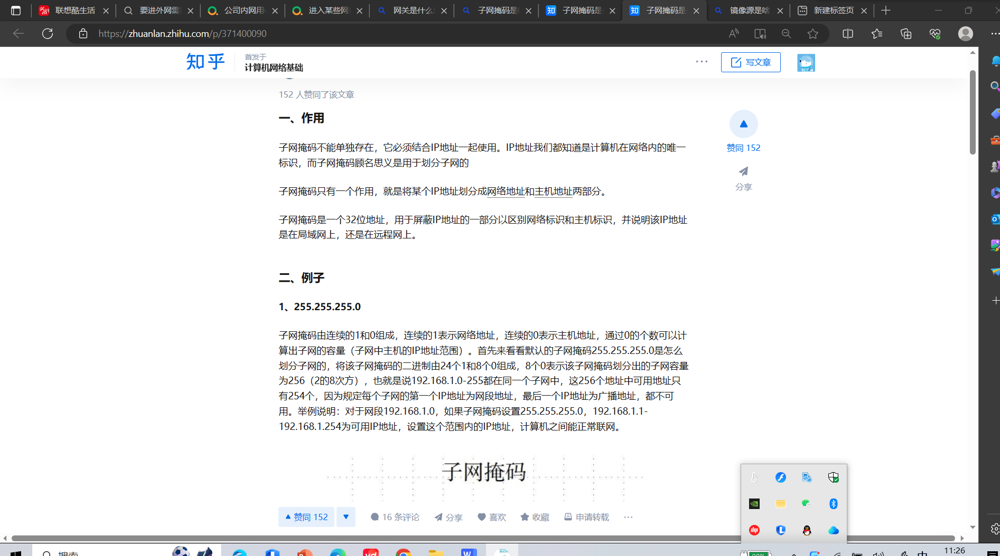 联想酷生活
要进外网需
公司内网用
进入某些网
网关是什么
子网掩码是
知 子网掩码是
知 子网掩码是
镜像源是啥
新建标签页
https://zhuanlan.zhihu.com/p/371400090
知乎
首发于
计算机网络基础
写文章
152 人赞同了该文章
一、作用
子网掩码不能单独存在，它必须结合IP地址一起使用。IP地址我们都知道是计算机在网络内的唯一
标识，而子网掩码顾名思义是用于划分子网的
子网掩码只有一个作用，就是将某个IP地址划分成网络地址和主机地址两部分。
子网掩码是一个32位地址，用于屏蔽IP地址的一部分以区别网络标识和主机标识，并说明该IP地址
是在局域网上，还是在远程网上。
赞同 152
分享
二、例子
1、255.255.255.0
子网掩码由连续的1和0组成，连续的1表示网络地址，连续的0表示主机地址，通过0的个数可以计
算出子网的容量（子网中主机的IP地址范围）。首先来看看默认的子网掩码255.255.255.0是怎么
划分子网的，将该子网掩码的二进制由24个1和8个0组成，8个0表示该子网掩码划分出的子网容量
为256（2的8次方），也就是说192.168.1.0-255都在同一个子网中，这256个地址中可用地址只
有254个，因为规定每个子网的第一个IP地址为网段地址，最后一个IP地址为广播地址，都不可
用。举例说明：对于网段192.168.1.0，如果子网掩码设置255.255.255.0，192.168.1.1-
192.168.1.254为可用IP地址，设置这个范围内的IP地址，计算机之间能正常联网。
子网掩码
赞同 152
16 条评论
分享
喜欢
收藏
申请转载
搜索
中
11:26